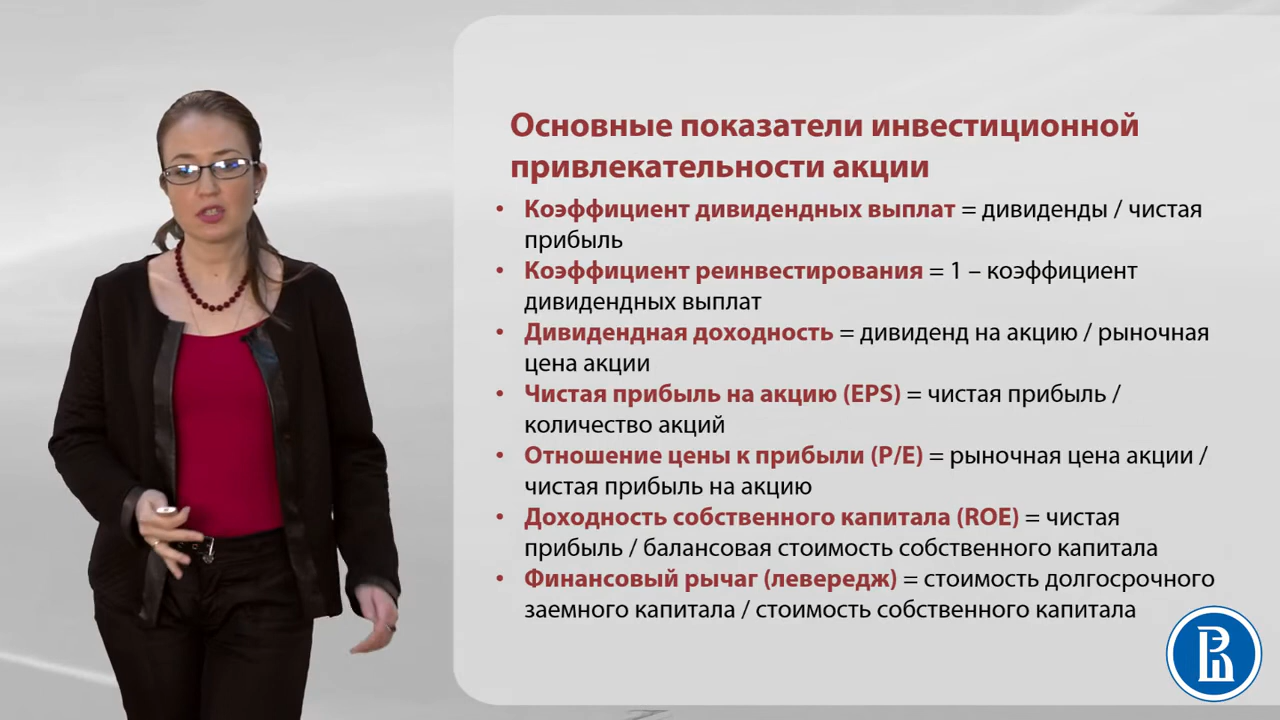 Основные показатели инвестиционной
привлекательности акции
• Коэффициент дивидендных выплат = дивиденды / чистая
прибыль
• Коэффициент реинвестирования = 1 – коэффициент
дивидендных выплат
• Дивидендная доходность = дивиденд на акцию / рыночная
цена акции
• Чистая прибыль на акцию (EPS) = чистая прибыль /
количество акций
• Отношение цены к прибыли (P/E) = рыночная цена акции /
чистая прибыль на акцию
• Доходность собственного капитала (ROE) = чистая
прибыль / балансовая стоимость собственного капитала
• Финансовый рычаг (левередж) = стоимость долгосрочного
заемного капитала / стоимость собственного капитала